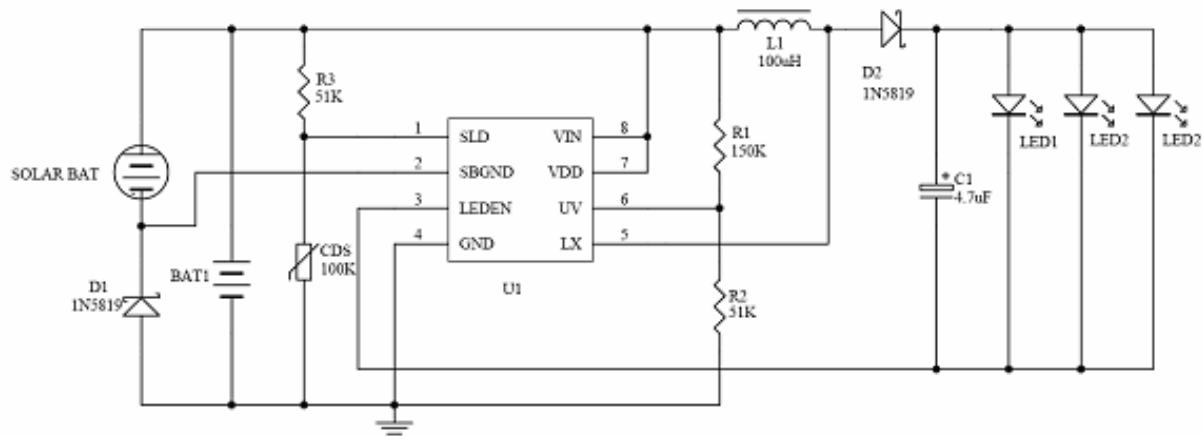 L1
100uH
D2
1N5819
R3
51K
R1
150K
LED1
LED2
LED2
1
SLD
VIN
8
2
SBGND
VDD
7
3
LEDEN
UV
6
4
GND
LX
5
U1
SOLAR BAT
C1
4.7uF
CDS
100K
BAT1
D1
1N5819
R2
51K